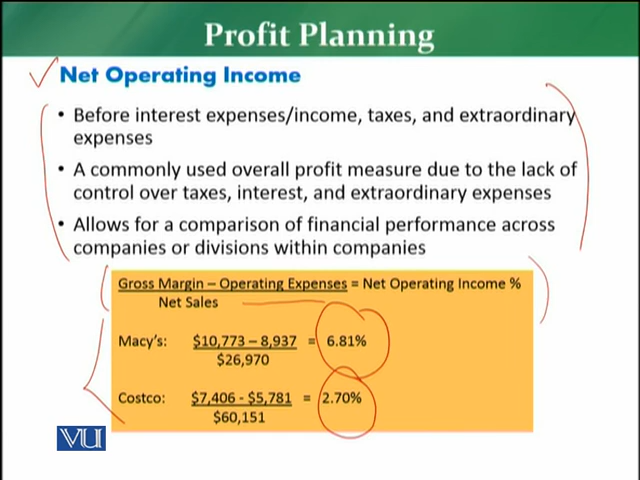 Profit Planning
Net Operating Income
• Before interest expenses/income, taxes, and extraordinary
expenses
• A commonly used overall profit measure due to the lack of
control over taxes, interest, and extraordinary expenses
• Allows for a comparison of financial performance across
companies or divisions within companies
Gross Margin – Operating Expenses = Net Operating Income %
Net Sales
Macy's: $10,773 – 8,937 = 6.81%
$26,970
Costco: $7,406 - $5,781 = 2.70%
$60,151
VU